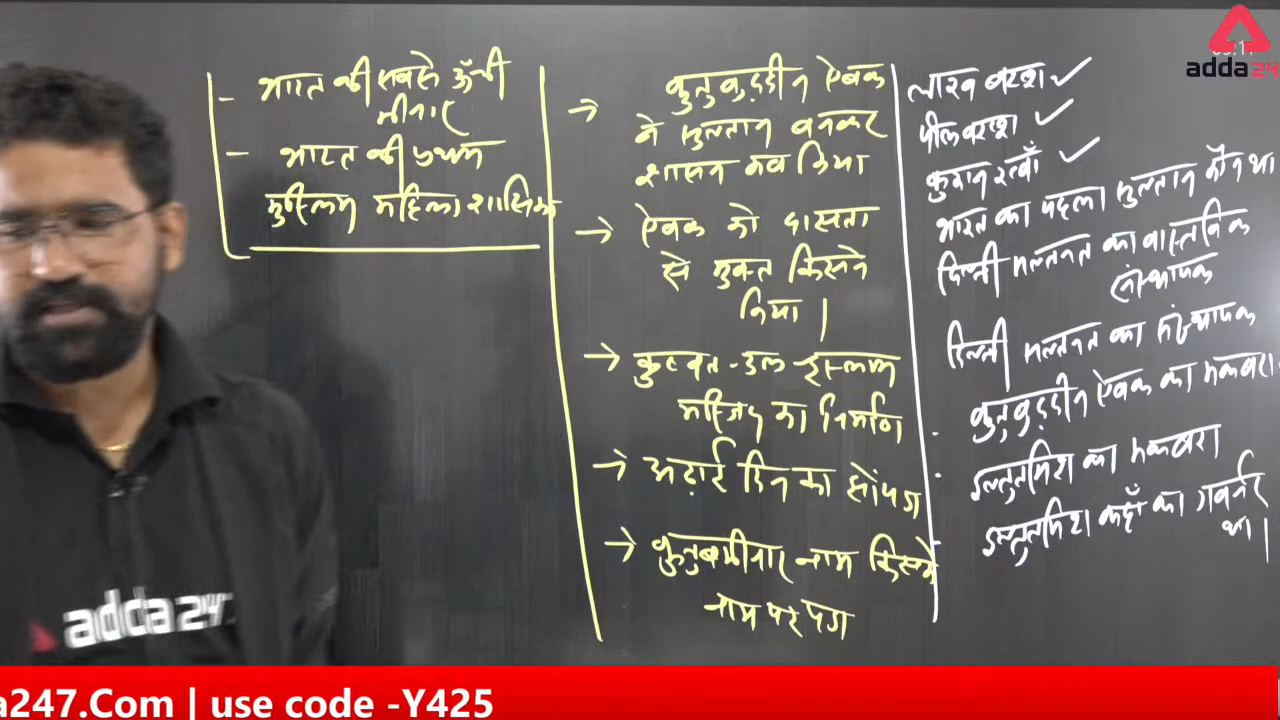 - भारत की सबसे ऊँची
मीनार
- भारत की प्रथम
मुस्लिम महिला शासिका
→ कुतुबुद्दीन ऐबक
ने सुल्तान बनकर
शासन कब किया
→ ऐबक को दासता
से मुक्त किसने
किया |
→ कुव्वत-उल-इस्लाम
मस्जिद का निर्माण
→ अढ़ाई दिन का झोंपड़ा
→ कुतुबमीनार नाम किसके
नाम पर पड़ा
लाख बख्श ✓
पील बख्श ✓
कुरान ख्वाँ ✓
भारत का पहला सुल्तान कौन था
दिल्ली सल्तनत का वास्तविक
संस्थापक
दिल्ली सल्तनत का संस्थापक
- कुतुबुद्दीन ऐबक का मकबरा
- इल्तुतमिश का मकबरा
- इल्तुतमिश कहाँ का गवर्नर
था |
adda247
adda247
a247.Com | use code -Y425